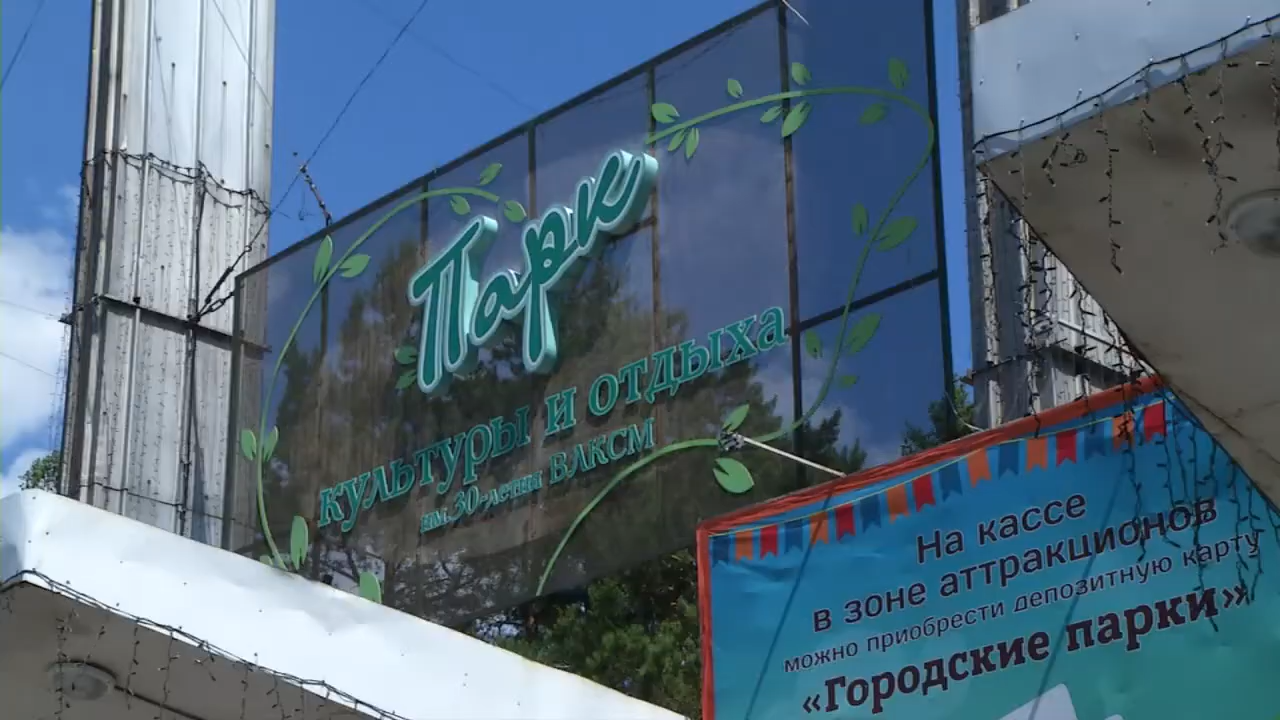 Парк
культуры и отдыха
им. 30-летия ВЛКСМ
На кассе
в зоне аттракционов
можно приобрести депозитную карту
«Городские парки»